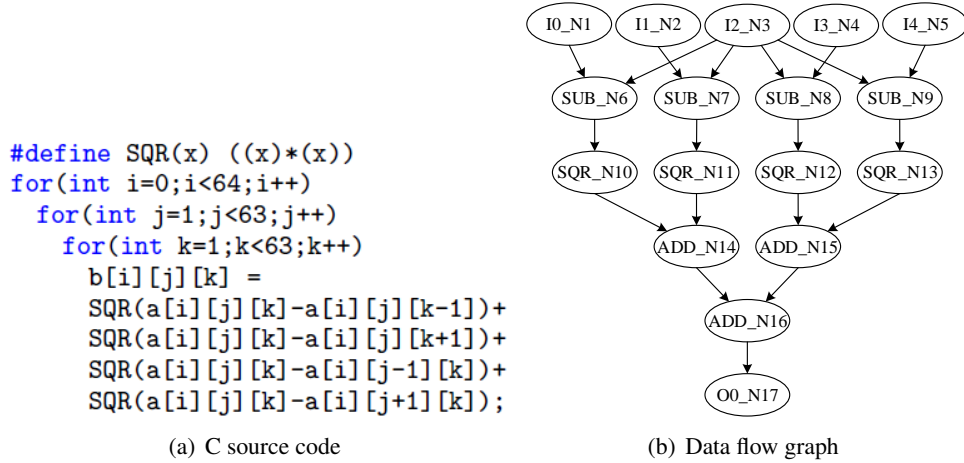 #define SQR(x) ((x)*(x))
for(int i=0;i<64;i++)
for(int j=1;j<63;j++)
for(int k=1;k<63;k++)
b[i][j][k] =
SQR(a[i][j][k]-a[i][j][k-1])+
SQR(a[i][j][k]-a[i][j][k+1])+
SQR(a[i][j][k]-a[i][j-1][k])+
SQR(a[i][j][k]-a[i][j+1][k]);
(a) C source code
I0_N1 I1_N2 I2_N3 I3_N4 I4_N5
SUB_N6 SUB_N7 SUB_N8 SUB_N9
SQR_N10 SQR_N11 SQR_N12 SQR_N13
ADD_N14 ADD_N15
ADD_N16
O0_N17
(b) Data flow graph